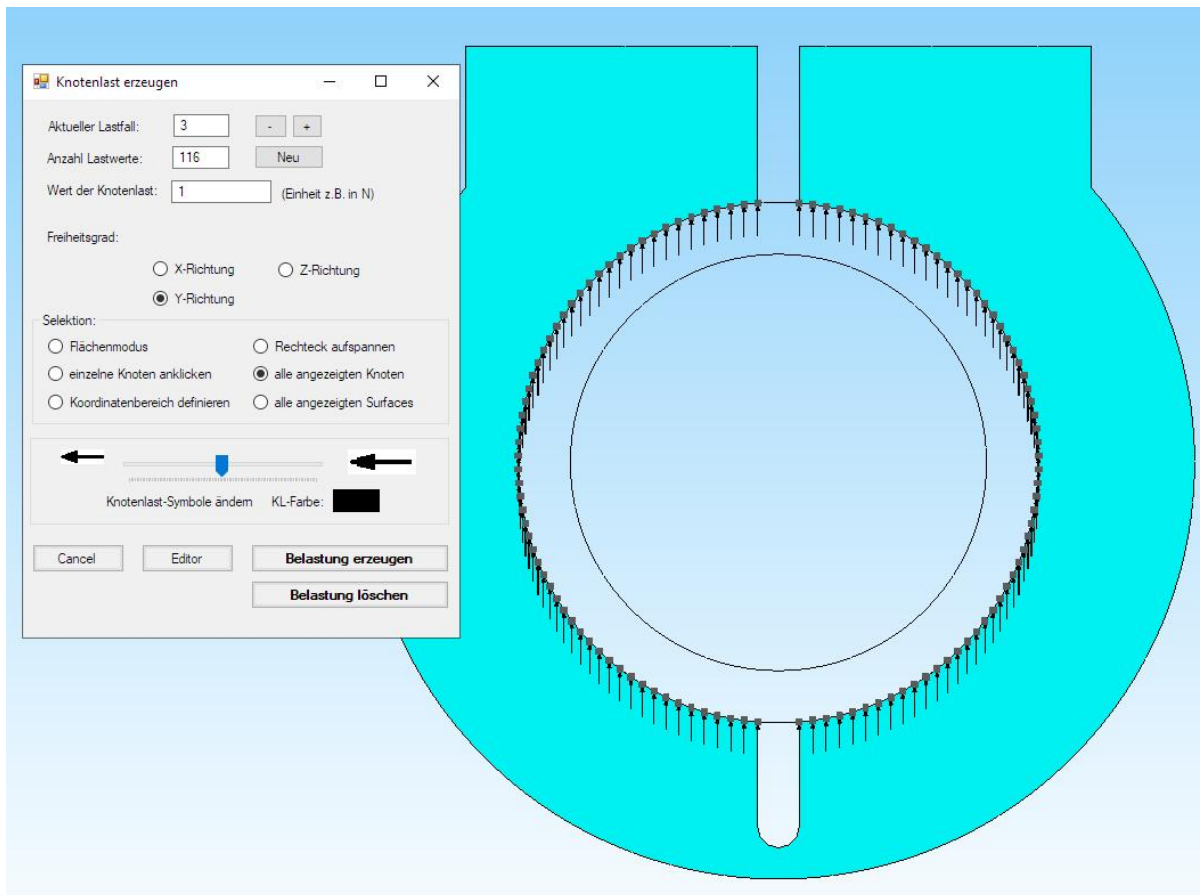 Knotenlast erzeugen
Aktueller Lastfall: 3 - +
Anzahl Lastwerte: 116 Neu
Wert der Knotenlast: 1 (Einheit z.B. in N)
Freiheitsgrad:
X-Richtung Z-Richtung
Y-Richtung
Selektion:
Flächenmodus Rechteck aufspannen
einzelne Knoten anklicken alle angezeigten Knoten
Koordinatenbereich definieren alle angezeigten Surfaces
Knotenlast-Symbole ändern KL-Farbe:
Cancel Editor Belastung erzeugen
Belastung löschen